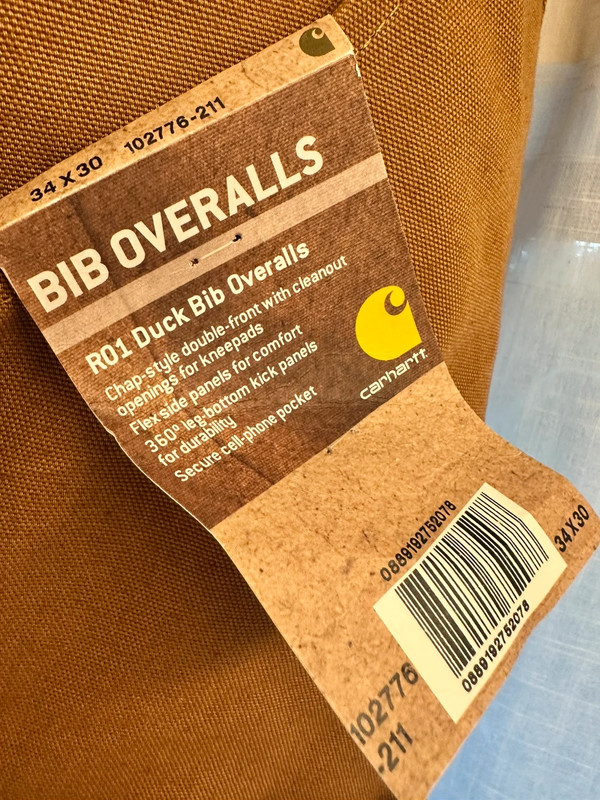 34 X 30 102776-211
BIB OVERALLS
R01 Duck Bib Overalls
Chap-style double-front with cleanout
openings for kneepads
Flex side panels for comfort
360° leg-bottom kick panels
for durability
Secure cell-phone pocket
carhartt
0889192752078
34 X 30
0889192752078
102776
-211